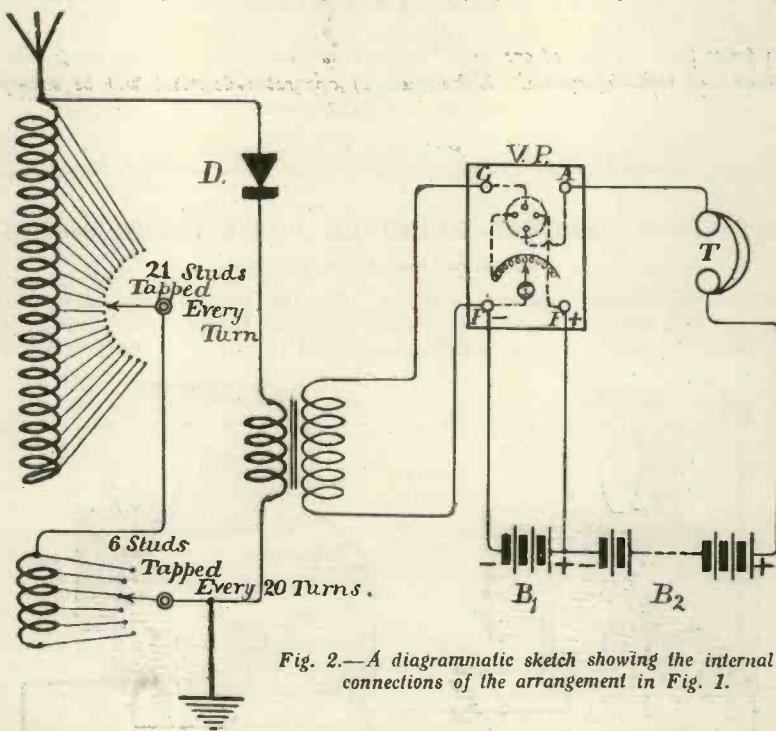 V.P.
G A
D.
T
21 Studs
Tapped
Every
Turn
F - F +
6 Studs
Tapped
Every 20 Turns.
- + - +
B1 B2
Fig. 2.—A diagrammatic sketch showing the internal
connections of the arrangement in Fig. 1.